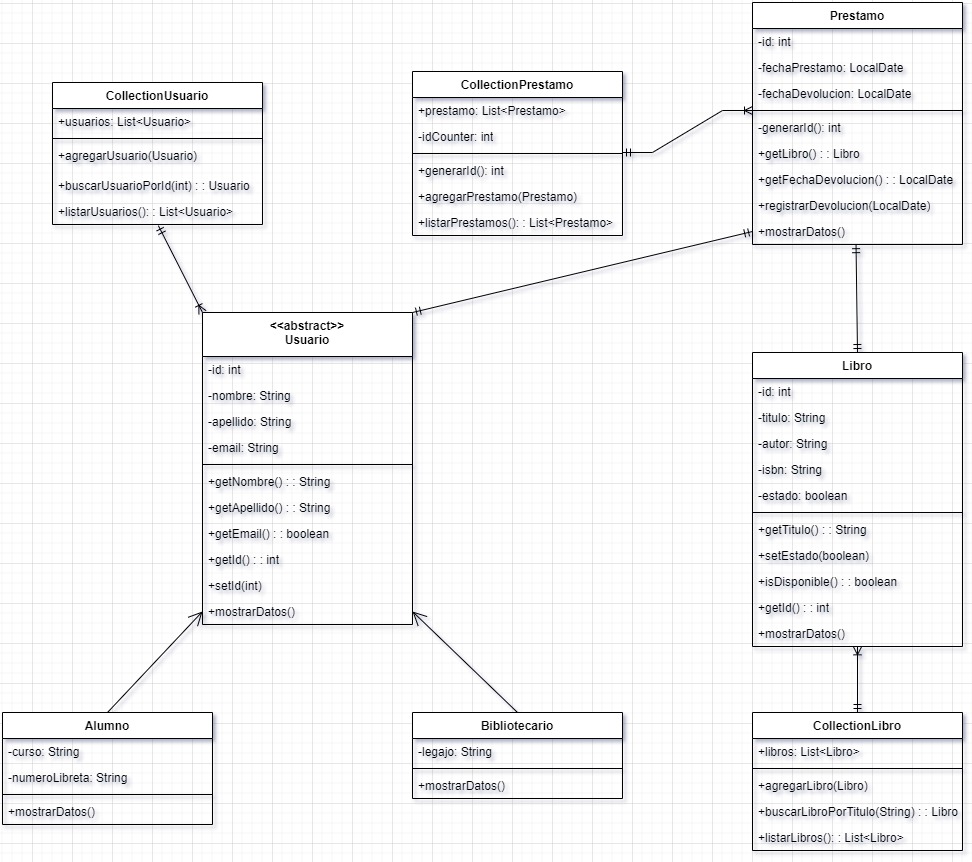 Prestamo
-id: int
-fechaPrestamo: LocalDate
-fechaDevolucion: LocalDate
-generarId(): int
+getLibro() : : Libro
+getFechaDevolucion() : : LocalDate
+registrarDevolucion(LocalDate)
+mostrarDatos()
CollectionPrestamo
+prestamo: List<Prestamo>
-idCounter: int
+generarId(): int
+agregarPrestamo(Prestamo)
+listarPrestamos(): : List<Prestamo>
CollectionUsuario
+usuarios: List<Usuario>
+agregarUsuario(Usuario)
+buscarUsuarioPorId(int) : : Usuario
+listarUsuarios(): : List<Usuario>
<<abstract>>
Usuario
-id: int
-nombre: String
-apellido: String
-email: String
+getNombre() : : String
+getApellido() : : String
+getEmail() : : boolean
+getId() : : int
+setId(int)
+mostrarDatos()
Libro
-id: int
-titulo: String
-autor: String
-isbn: String
-estado: boolean
+getTitulo() : : String
+setEstado(boolean)
+isDisponible() : : boolean
+getId() : : int
+mostrarDatos()
Alumno
-curso: String
-numeroLibreta: String
+mostrarDatos()
Bibliotecario
-legajo: String
+mostrarDatos()
CollectionLibro
+libros: List<Libro>
+agregarLibro(Libro)
+buscarLibroPorTitulo(String) : : Libro
+listarLibros(): : List<Libro>